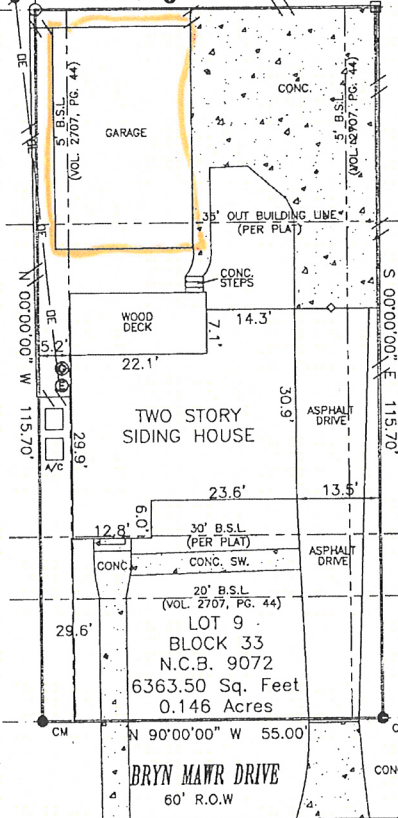 DE
5' B.S.L
(VOL. 2707, PG. 44)
GARAGE
CONC.
5' B.S.L
(VOL. 2707, PG. 44)
DE
35' OUT BUILDING LINE
(PER PLAT)
DE
CONC.
STEPS
N 00°00'00" W 115.70'
S 00°00'00" E 115.70'
DE
WOOD
DECK
7.1'
14.3'
5.2'
22.1'
30.9'
TWO STORY
SIDING HOUSE
ASPHALT
DRIVE
29.9'
A/C
23.6'
13.5'
6.0'
12.8'
30' B.S.L
(PER PLAT)
CONC. SW.
ASPHALT
DRIVE
CONC
20' B.S.L
(VOL. 2707, PG. 44)
29.6'
LOT 9
BLOCK 33
N.C.B. 9072
6363.50 Sq. Feet
0.146 Acres
CM
N 90°00'00" W 55.00'
BRYN MAWR DRIVE
60' R.O.W